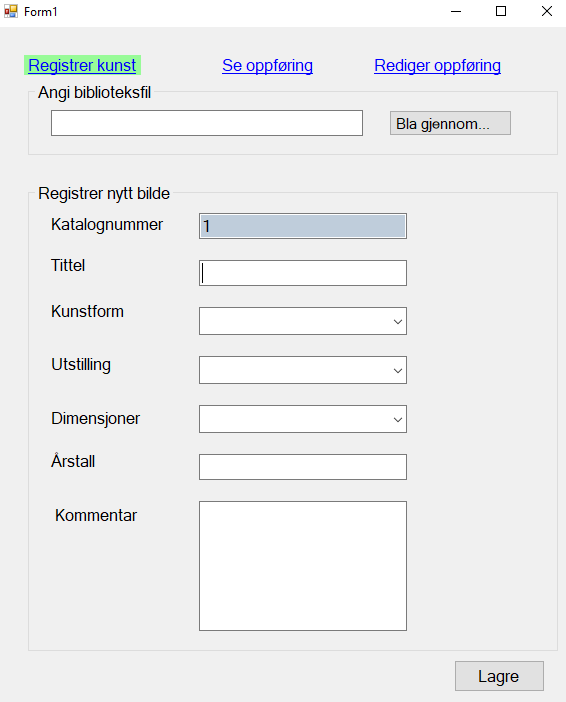 Form1
Registrer kunst Se oppføring Rediger oppføring
Angi biblioteksfil
Bla gjennom...
Registrer nytt bilde
Katalognummer 1
Tittel
Kunstform
Utstilling
Dimensjoner
Årstall
Kommentar
Lagre